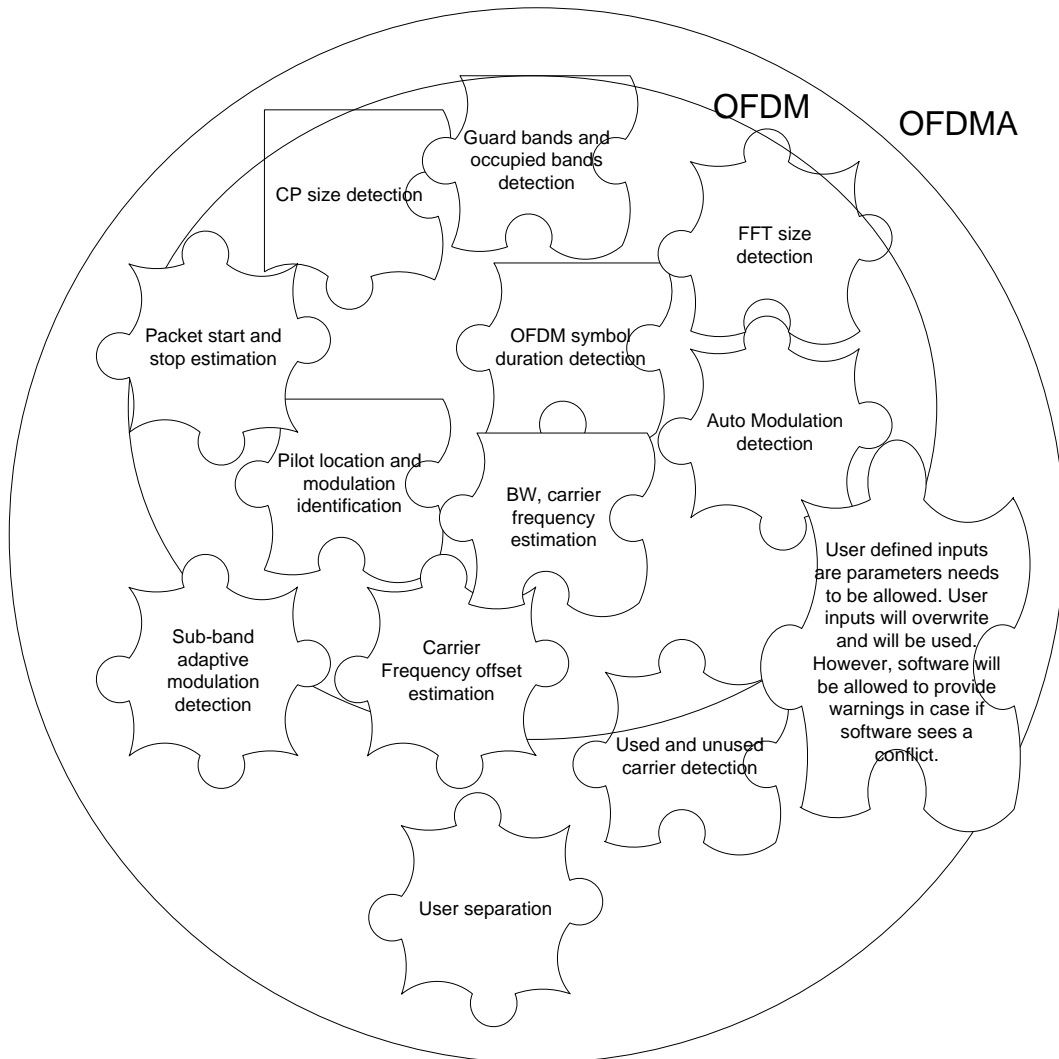 OFDM
OFDMA
Guard bands and
occupied bands
detection
CP size detection
FFT size
detection
Packet start and
stop estimation
OFDM symbol
duration detection
Auto Modulation
detection
Pilot location and
modulation
identification
BW, carrier
frequency
estimation
User defined inputs
are parameters needs
to be allowed. User
inputs will overwrite
and will be used.
However, software will
be allowed to provide
warnings in case if
software sees a
conflict.
Sub-band
adaptive
modulation
detection
Carrier
Frequency offset
estimation
Used and unused
carrier detection
User separation